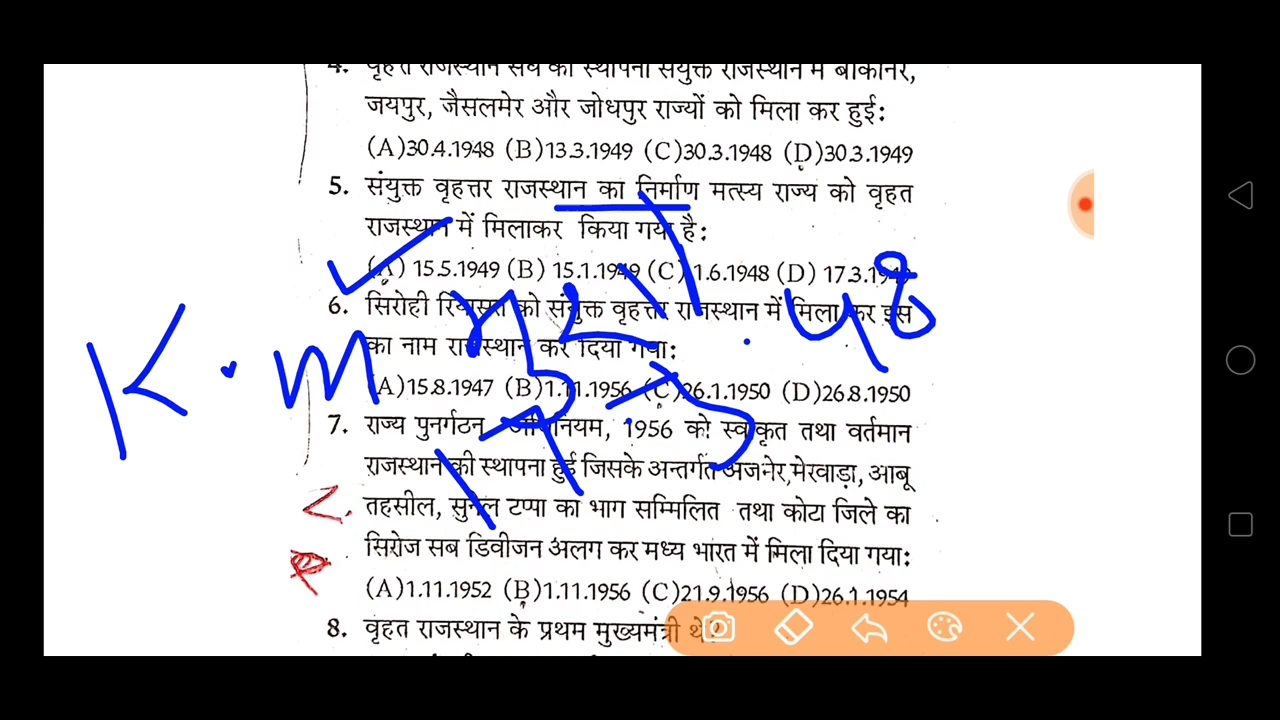 4. वृहत राजस्थान संघ की स्थापना संयुक्त राजस्थान में बीकानेर,
जयपुर, जैसलमेर और जोधपुर राज्यों को मिला कर हुई:
(A)30.4.1948 (B)13.3.1949 (C)30.3.1948 (D)30.3.1949
5. संयुक्त वृहत्तर राजस्थान का निर्माण मत्स्य राज्य को वृहत
राजस्थान में मिलाकर किया गया है:
(A) 15.5.1949 (B) 15.1.1949 (C) 1.6.1948 (D) 17.3.1948
6. सिरोही रियासत को संयुक्त वृहत्तर राजस्थान में मिला कर इस
का नाम राजस्थान कर दिया गया:
(A)15.8.1947 (B)1.11.1956 (C)26.1.1950 (D)26.8.1950
K.m
7. राज्य पुनर्गठन अधिनियम, 1956 को स्वीकृत तथा वर्तमान
राजस्थान की स्थापना हुई जिसके अन्तर्गत अजमेर,मेरवाड़ा, आबू
तहसील, सुनेल टप्पा का भाग सम्मिलित तथा कोटा जिले का
सिरोज सब डिवीजन अलग कर मध्य भारत में मिला दिया गया:
(A)1.11.1952 (B)1.11.1956 (C)21.9.1956 (D)26.1.1954
8. वृहत राजस्थान के प्रथम मुख्यमंत्री थे?